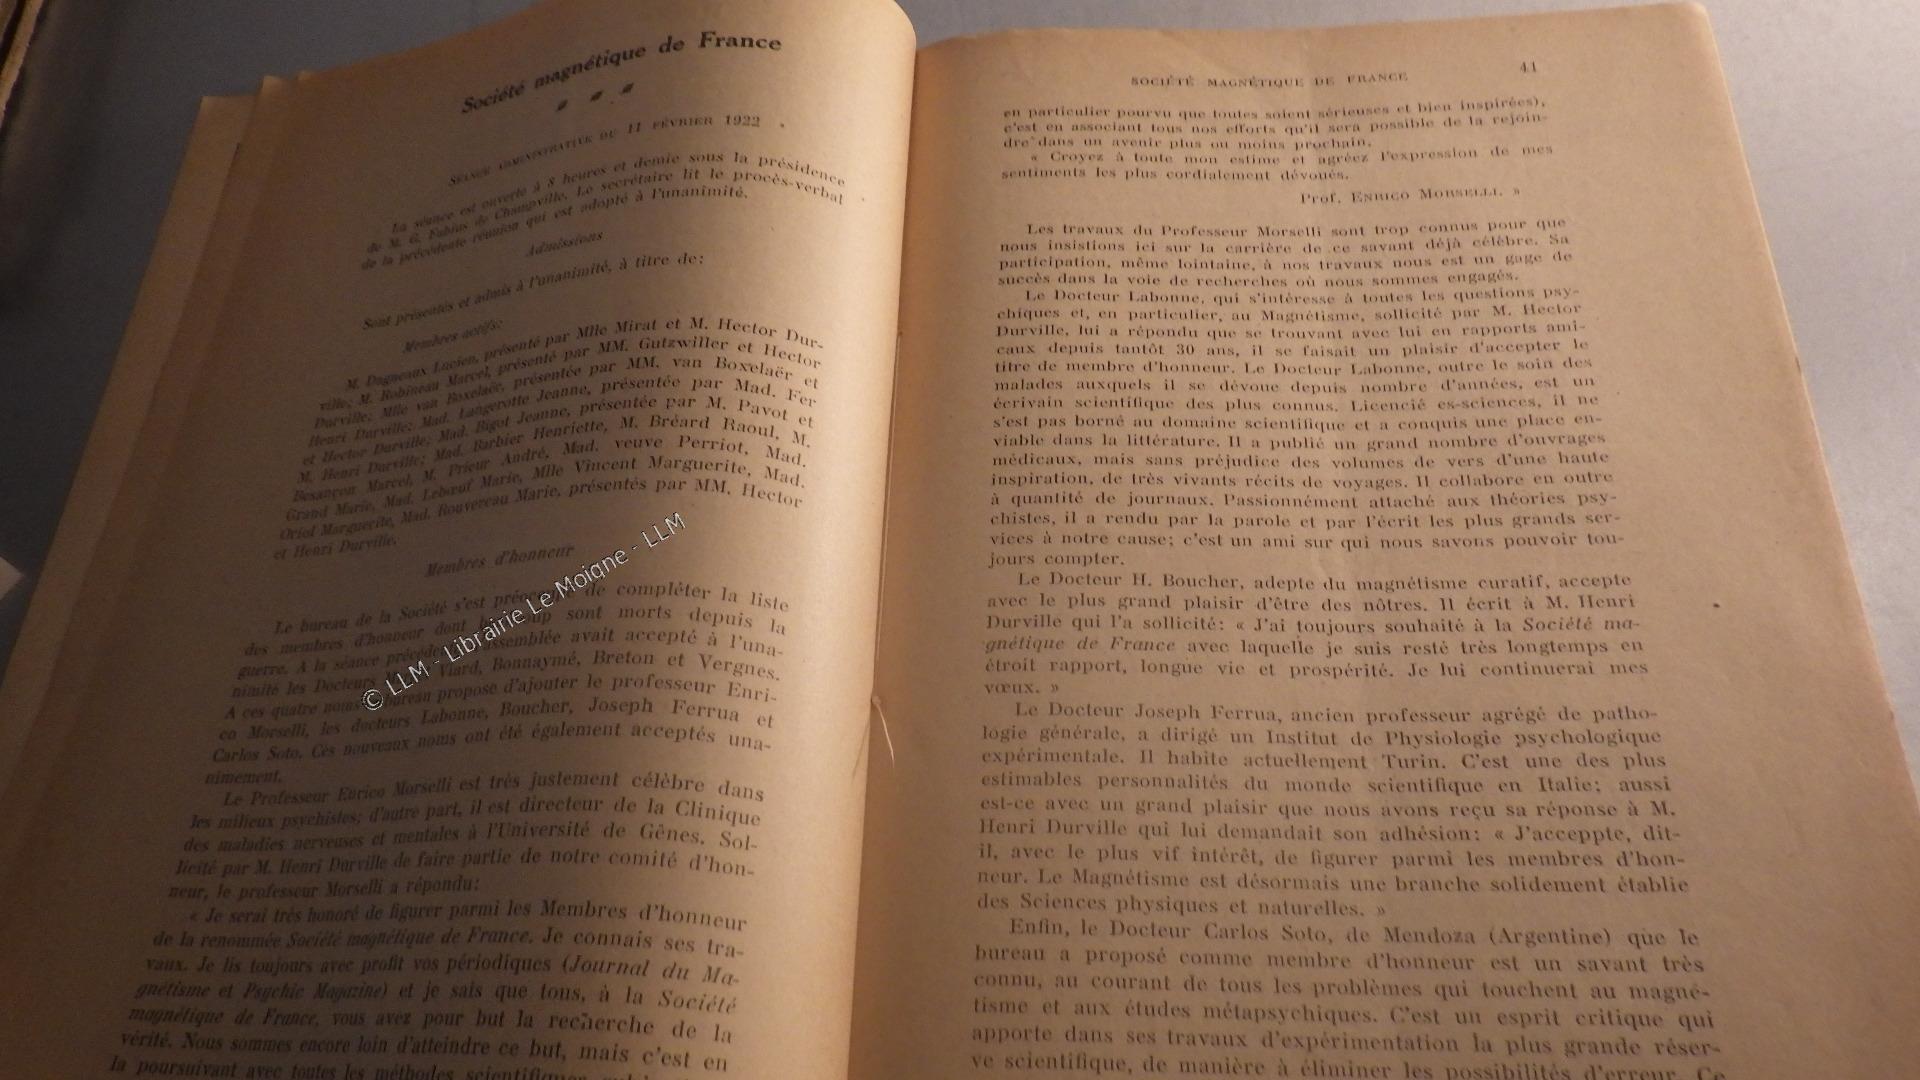 Société magnétique de France
SÉANCE ADMINISTRATIVE DU 11 FÉVRIER 1922
La séance est ouverte à 8 heures et demie sous la présidence
de M. G. Fabius de Champville. Le secrétaire lit le procès-verbal
de la précédente réunion qui est adopté à l'unanimité.
Admissions
Sont présentés et admis à l'unanimité, à titre de:
Membres actifs:
M. Dagneaux Lucien, présenté par Mlle Mirat et M. Hector Dur-
ville; M. Robineau Marcel, présenté par MM. Gutzwiller et Hector
Durville; Mlle van Boxelaër, présentée par MM. van Boxelaër et
Henri Durville; Mad. Langerotte Jeanne, présentée par Mad. Fer
et Hector Durville; Mad. Bigot Jeanne, présentée par M. Pavot et
M. Henri Durville; Mad. Barbier Henriette, M. Bréard Raoul, M.
Besançon Marcel, M. Prieur André, Mad. veuve Perriot, Mad.
Grand Marie, Mad. Lebœuf Marie, Mlle Vincent Marguerite, Mad.
Oriol Marguerite, Mad. Rouvereau Marie, présentés par MM. Hector
et Henri Durville.
Membres d'honneur
Le bureau de la Société s'est de compléter la liste
des membres d'honneur dont sont morts depuis la
guerre. A la séance assemblée avait accepté à l'una-
nimité les Docteurs Viard, Bonnaymé, Breton et Vergnes.
A ces quatre noms bureau propose d'ajouter le professeur Enri-
co Morselli, les docteurs Labonne, Boucher, Joseph Ferrua et
Carlos Soto. Ces nouveaux noms ont été également acceptés una-
nimement.
Le Professeur Enrico Morselli est très justement célèbre dans
les milieux psychistes; d'autre part, il est directeur de la Clinique
des maladies nerveuses et mentales à l'Université de Gênes. Sol-
licité par M. Henri Durville de faire partie de notre comité d'hon-
neur, le professeur Morselli a répondu:
« Je serai très honoré de figurer parmi les Membres d'honneur
de la renommée Société magnétique de France. Je connais ses tra-
vaux. Je lis toujours avec profit vos périodiques (Journal du Ma-
gnétisme et Psychic Magazine) et je sais que tous, à la Société
magnétique de France, vous avez pour but la recherche de la
vérité. Nous sommes encore loin d'atteindre ce but, mais c'est en
la poursuivant avec toutes les méthodes scientifiques
© LLM - Librairie Le Moigne - LLM
SOCIÉTÉ MAGNÉTIQUE DE FRANCE 41
en particulier pourvu que toutes soient sérieuses et bien inspirées),
c'est en associant tous nos efforts qu'il sera possible de la rejoin-
dre dans un avenir plus ou moins prochain.
« Croyez à toute mon estime et agréez l'expression de mes
sentiments les plus cordialement dévoués.
Prof. ENRICO MORSELLI. »
Les travaux du Professeur Morselli sont trop connus pour que
nous insistions ici sur la carrière de ce savant déjà célèbre. Sa
participation, même lointaine, à nos travaux nous est un gage de
succès dans la voie de recherches où nous sommes engagés.
Le Docteur Labonne, qui s'intéresse à toutes les questions psy-
chiques et, en particulier, au Magnétisme, sollicité par M. Hector
Durville, lui a répondu que se trouvant avec lui en rapports ami-
caux depuis tantôt 30 ans, il se faisait un plaisir d'accepter le
titre de membre d'honneur. Le Docteur Labonne, outre le soin des
malades auxquels il se dévoue depuis nombre d'années, est un
écrivain scientifique des plus connus. Licencié es-sciences, il ne
s'est pas borné au domaine scientifique et a conquis une place en-
viable dans la littérature. Il a publié un grand nombre d'ouvrages
médicaux, mais sans préjudice des volumes de vers d'une haute
inspiration, de très vivants récits de voyages. Il collabore en outre
à quantité de journaux. Passionnément attaché aux théories psy-
chistes, il a rendu par la parole et par l'écrit les plus grands ser-
vices à notre cause; c'est un ami sur qui nous savons pouvoir tou-
jours compter.
Le Docteur H. Boucher, adepte du magnétisme curatif, accepte
avec le plus grand plaisir d'être des nôtres. Il écrit à M. Henri
Durville qui l'a sollicité: « J'ai toujours souhaité à la Société ma-
gnétique de France avec laquelle je suis resté très longtemps en
étroit rapport, longue vie et prospérité. Je lui continuerai mes
vœux. »
Le Docteur Joseph Ferrua, ancien professeur agrégé de patho-
logie générale, a dirigé un Institut de Physiologie psychologique
expérimentale. Il habite actuellement Turin. C'est une des plus
estimables personnalités du monde scientifique en Italie; aussi
est-ce avec un grand plaisir que nous avons reçu sa réponse à M.
Henri Durville qui lui demandait son adhésion: « J'acceppte, dit-
il, avec le plus vif intérêt, de figurer parmi les membres d'hon-
neur. Le Magnétisme est désormais une branche solidement établie
des Sciences physiques et naturelles. »
Enfin, le Docteur Carlos Soto, de Mendoza (Argentine) que le
bureau a proposé comme membre d'honneur est un savant très
connu, au courant de tous les problèmes qui touchent au magné-
tisme et aux études métapsychiques. C'est un esprit critique qui
apporte dans ses travaux d'expérimentation la plus grande réser-
ve scientifique, de manière à éliminer les possibilités d'erreur. Ce